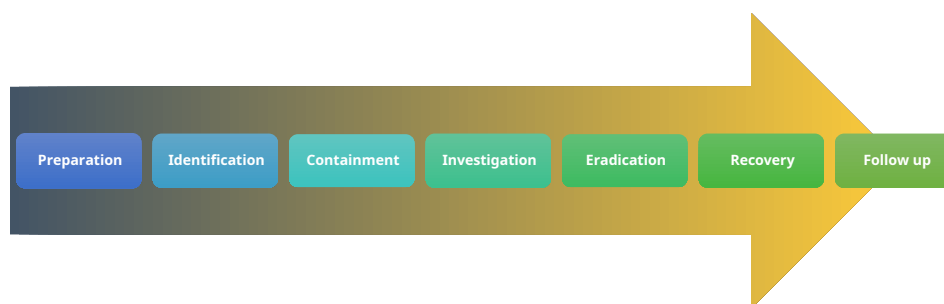 Preparation
Identification
Containment
Investigation
Eradication
Recovery
Follow up